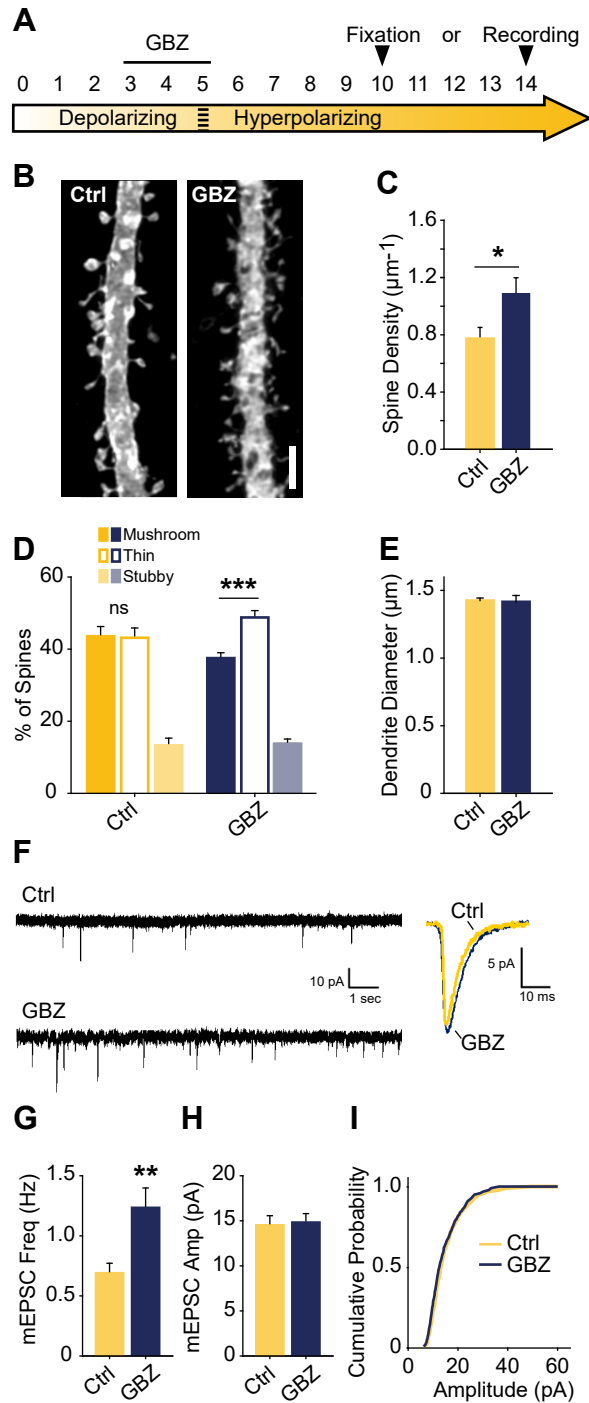 A
GBZ
Fixation or Recording
0 1 2 3 4 5 6 7 8 9 10 11 12 13 14
Depolarizing Hyperpolarizing
B
Ctrl
GBZ
C
Spine Density (µm-1)
1.6
1.2
0.8
0.4
0.0
*
Ctrl
GBZ
D
Mushroom
Thin
Stubby
% of Spines
60
40
20
0
ns
***
Ctrl
GBZ
E
Dendrite Diameter (µm)
1.5
1.0
0.5
0
Ctrl
GBZ
F
Ctrl
10 pA
1 sec
GBZ
Ctrl
5 pA
10 ms
GBZ
G
mEPSC Freq (Hz)
1.5
1.0
0.5
0
**
Ctrl
GBZ
H
mEPSC Amp (pA)
20
15
10
5
0
Ctrl
GBZ
I
Cumulative Probability
1.0
0.5
0
Ctrl
GBZ
0 20 40 60
Amplitude (pA)